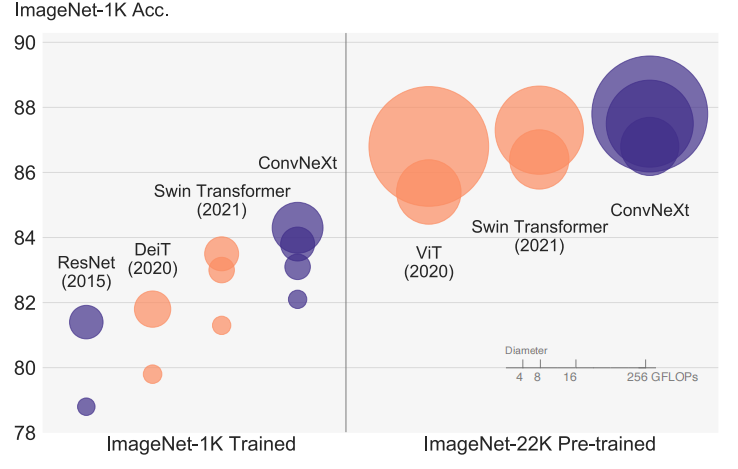 ImageNet-1K Acc.
90
88
86
84
82
80
78
ResNet
(2015)
DeiT
(2020)
Swin Transformer
(2021)
ConvNeXt
ViT
(2020)
Swin Transformer
(2021)
ConvNeXt
Diameter
4 8 16 256 GFLOPs
ImageNet-1K Trained
ImageNet-22K Pre-trained